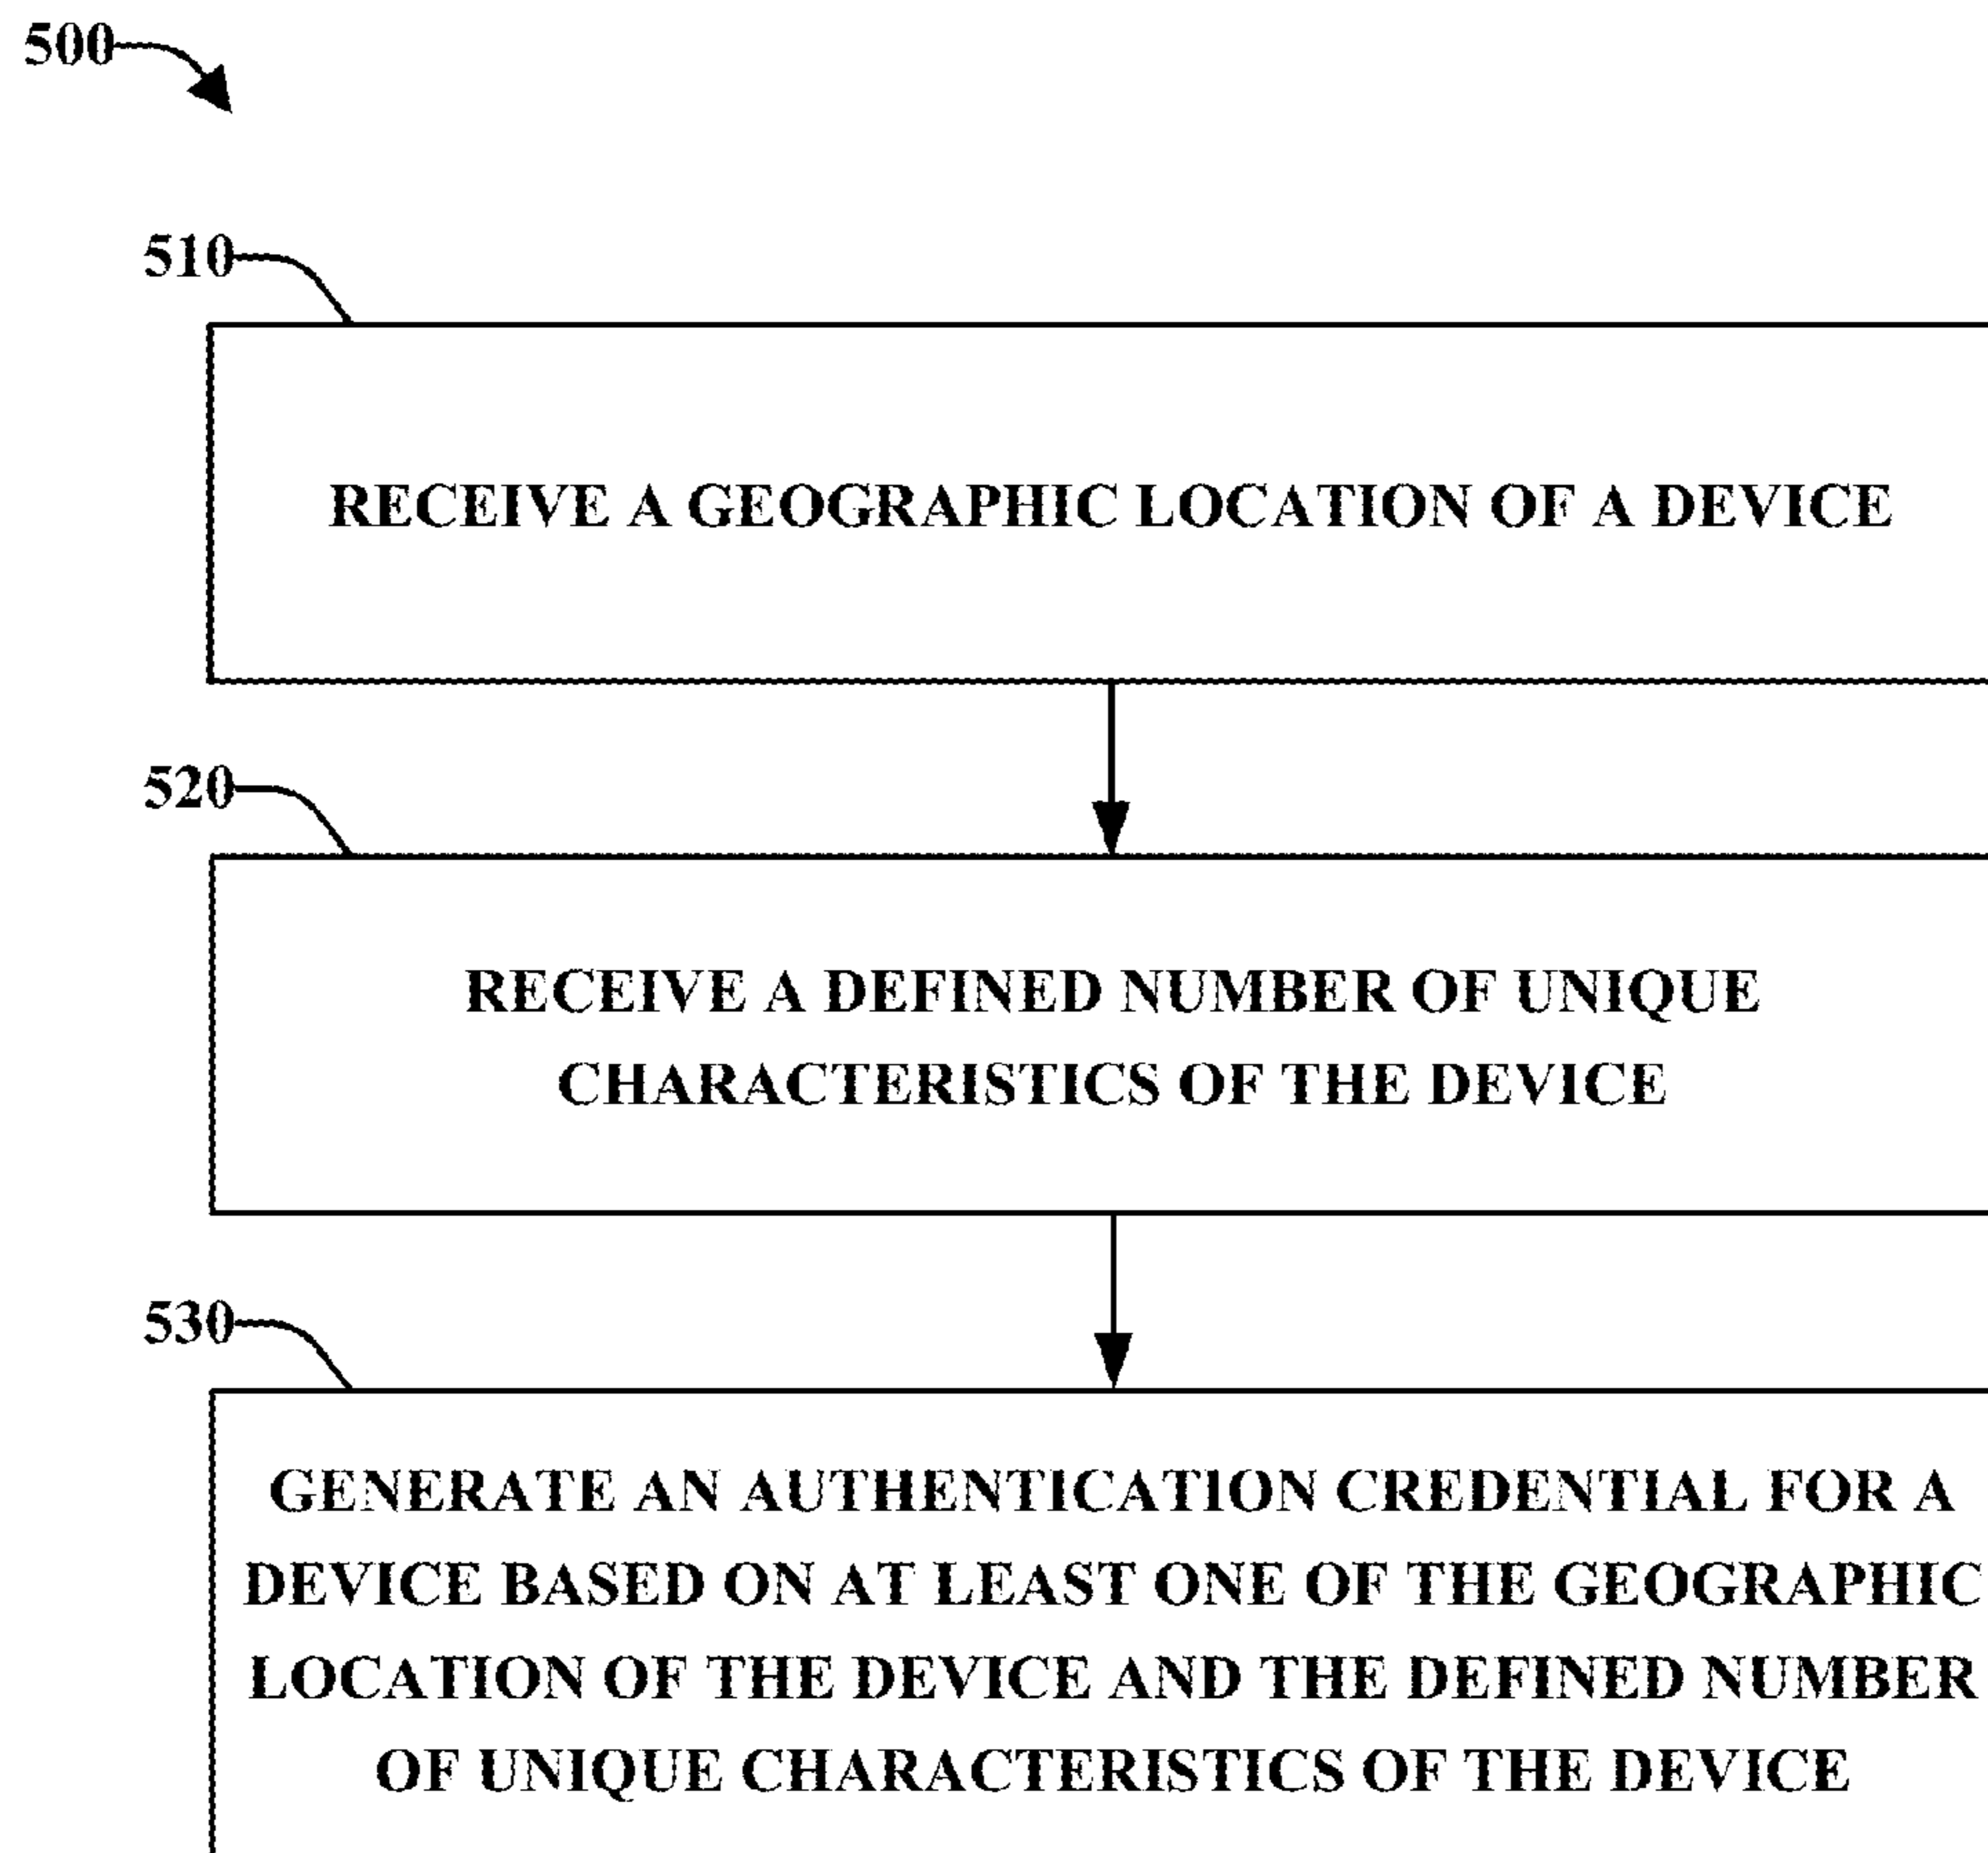 500
510
RECEIVE A GEOGRAPHIC LOCATION OF A DEVICE
520
RECEIVE A DEFINED NUMBER OF UNIQUE
CHARACTERISTICS OF THE DEVICE
530
GENERATE AN AUTHENTICATION CREDENTIAL FOR A
DEVICE BASED ON AT LEAST ONE OF THE GEOGRAPHIC
LOCATION OF THE DEVICE AND THE DEFINED NUMBER
OF UNIQUE CHARACTERISTICS OF THE DEVICE